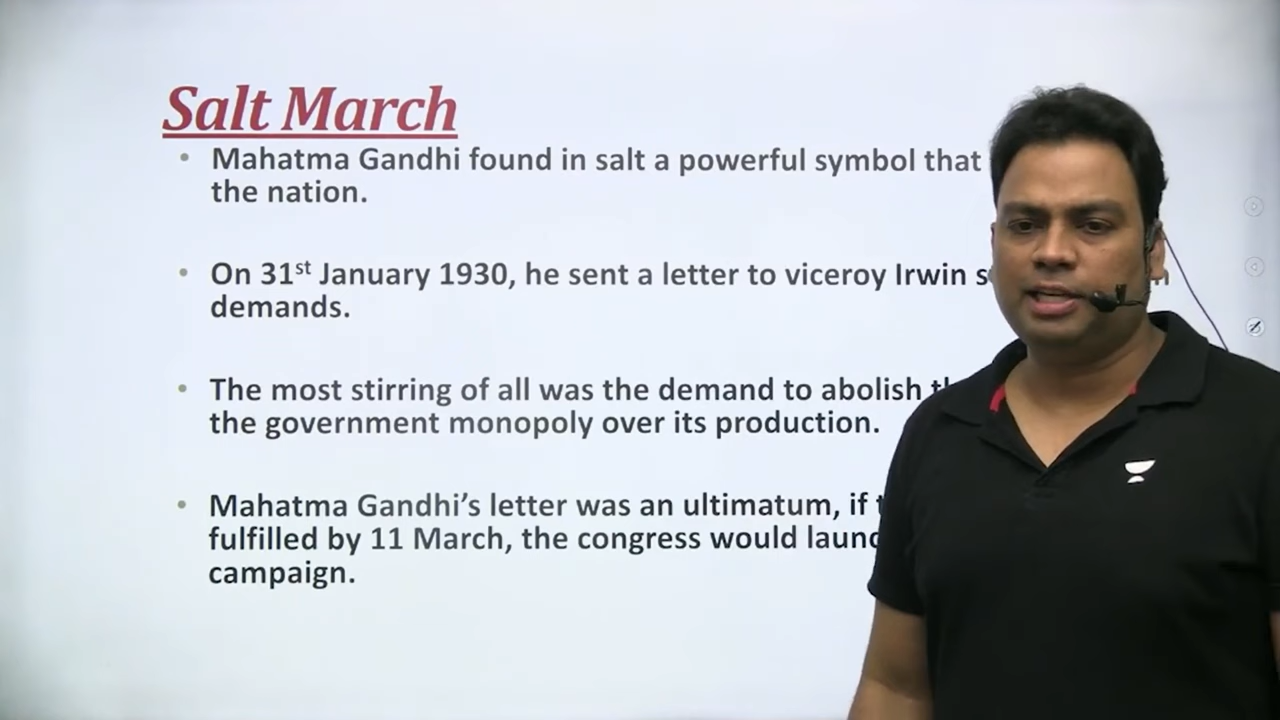 Salt March
• Mahatma Gandhi found in salt a powerful symbol that
the nation.
• On 31st January 1930, he sent a letter to viceroy Irwin
demands.
• The most stirring of all was the demand to abolish
the government monopoly over its production.
• Mahatma Gandhi’s letter was an ultimatum, if
fulfilled by 11 March, the congress would
campaign.